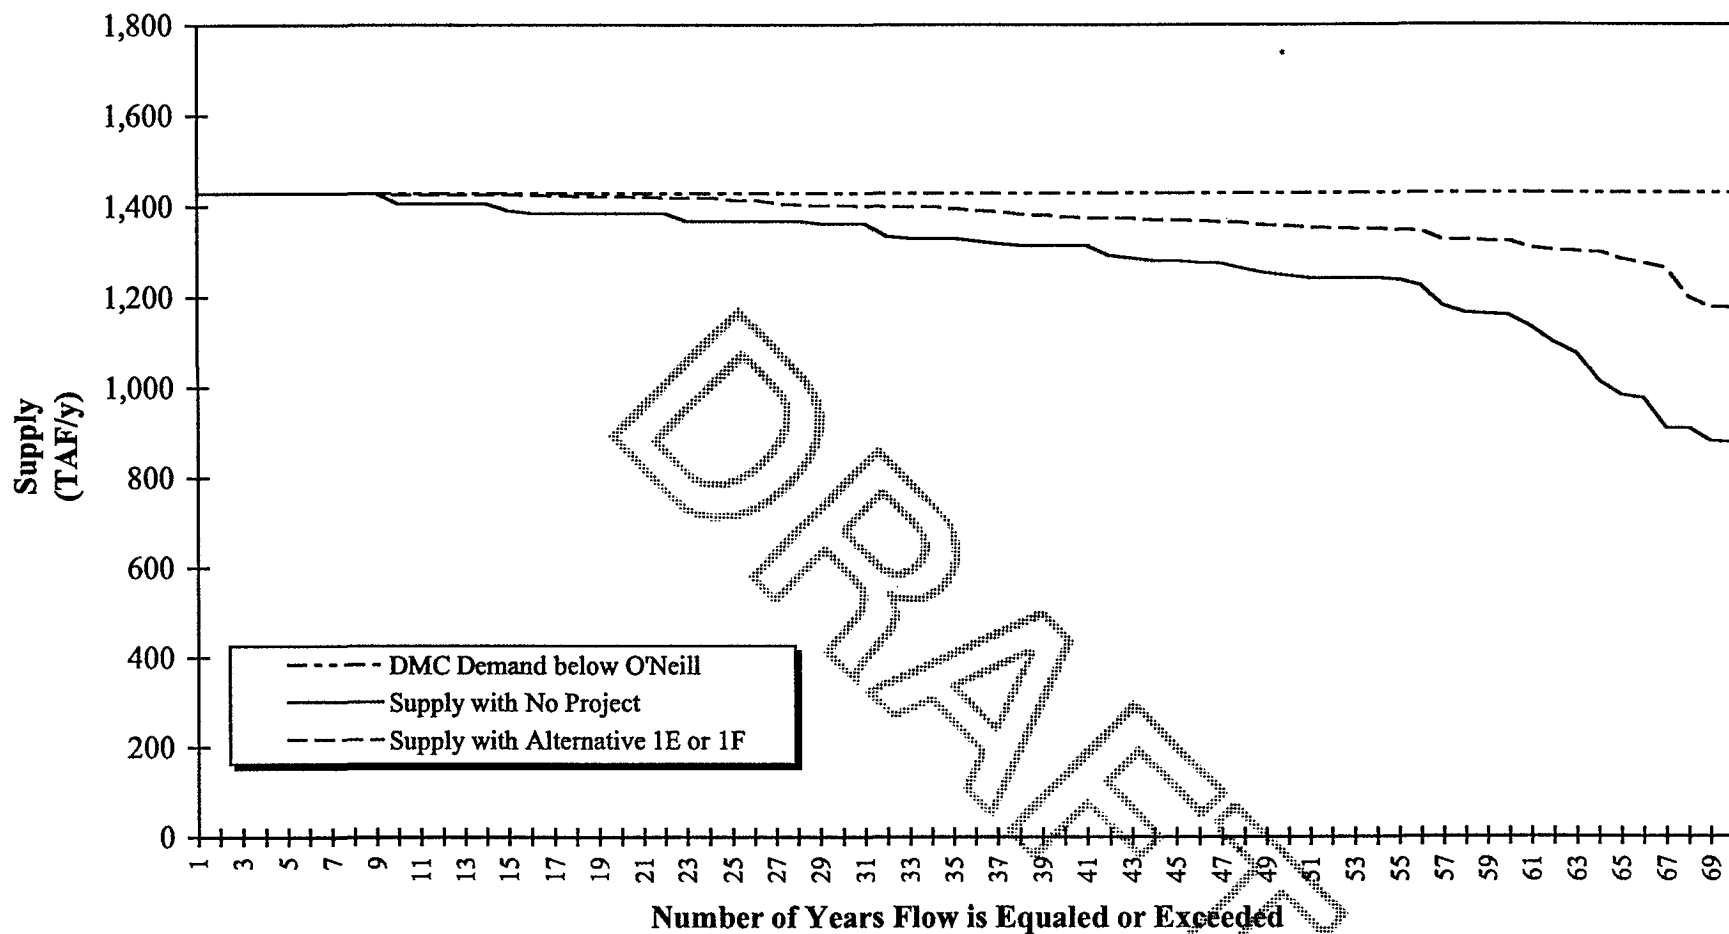 1,800
1,600
1,400
1,200
1,000
800
600
400
200
0
Supply
(TAF/y)
DMC Demand below O'Neill
Supply with No Project
Supply with Alternative 1E or 1F
DRAFT
1 3 5 7 9 11 13 15 17 19 21 23 25 27 29 31 33 35 37 39 41 43 45 47 49 51 53 55 57 59 61 63 65 67 69
Number of Years Flow is Equaled or Exceeded